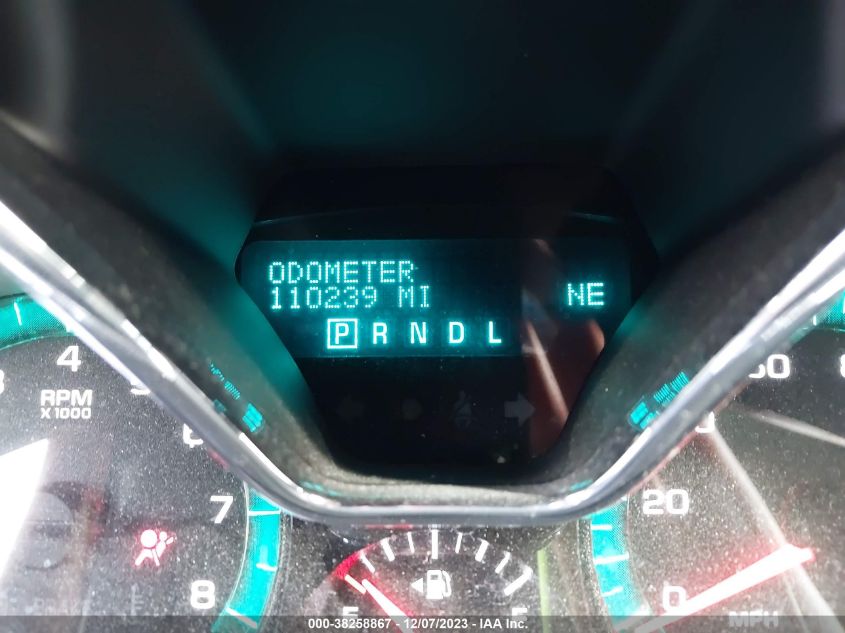 ODOMETER
110239 MI NE
P R N D L
4
RPM
X1000
6
7
8
20
0
MPH
000-38258867 - 12/07/2023 - IAA Inc.